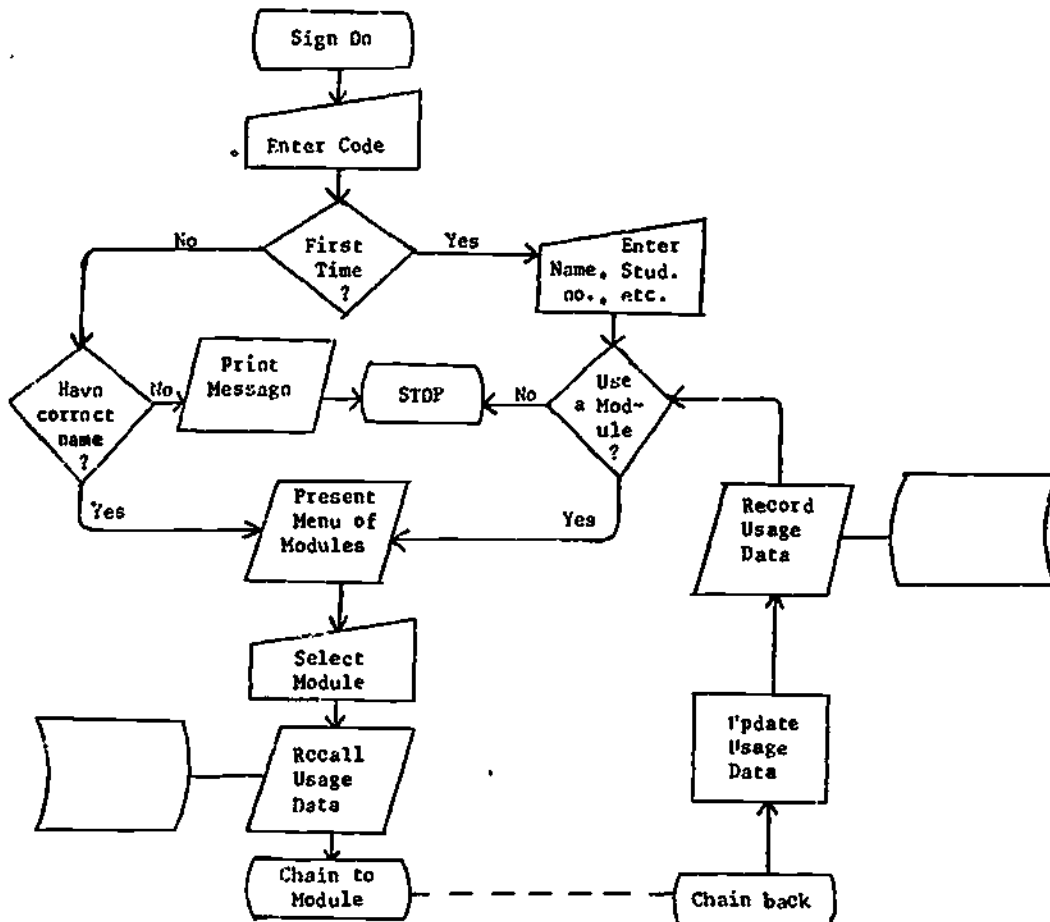 Sign On
Enter Code
No
First
Time
?
Yes
Enter
Name, Stud.
no., etc.
Have
correct
name
?
No
Print
Message
STOP
No
Use
a Mod-
ule
?
Yes
Present
Menu of
Modules
Yes
Record
Usage
Data
Select
Module
Update
Usage
Data
Recall
Usage
Data
Chain to
Module
Chain back